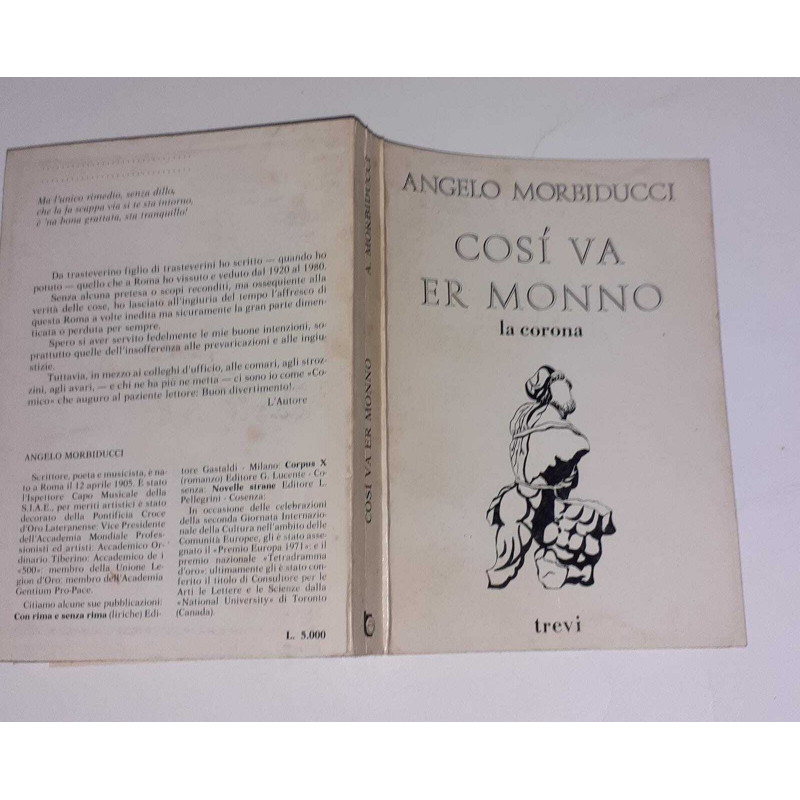 Ma l'unico rimedio, senza dillo,
che la fa scappa via si te sta intorno,
è 'na bona grattata, sta tranquillo!
Da trasteverino figlio di trasteverini ho scritto — quando ho
potuto — quello che a Roma ho vissuto e veduto dal 1920 al 1980.
Senza alcuna pretesa o scopi reconditi, ma ossequiente alla
verità delle cose, ho lasciato all'ingiuria del tempo l'affresco di
questa Roma a volte inedita ma sicuramente la gran parte dimen-
ticata o perduta per sempre.
Spero si aver servito fedelmente le mie buone intenzioni, so-
prattutto quelle dell'insofferenza alle prevaricazioni e alle ingiu-
stizie.
Tuttavia, in mezzo ai colleghi d'ufficio, alle comari, agli stroz-
zini, agli avari, — e chi ne ha più ne metta — ci sono io come «Co-
mico» che auguro al paziente lettore: Buon divertimento!.
L'Autore
ANGELO MORBIDUCCI
Scrittore, poeta e musicista, è na-
to a Roma il 12 aprile 1905. È stato
l'Ispettore Capo Musicale della
S.I.A.E., per meriti artistici è stato
decorato della Pontificia Croce
d'Oro Lateranense: Vice Presidente
dell'Accademia Mondiale Profes-
sionisti ed artisti: Accademico Or-
dinario Tiberino: Accademico de i
«500»: membro della Unione Le-
gion d'Oro: membro dell'Academia
Gentium Pro-Pace.
Citiamo alcune sue pubblicazioni:
Con rima e senza rima (liriche) Edi-
tore Gastaldi - Milano: Corpus X
(romanzo) Editore G. Lucente - Co-
senza: Novelle strane Editore L.
Pellegrini - Cosenza:
In occasione delle celebrazioni
della seconda Giornata Internazio-
nale della Cultura nell'ambito delle
Comunità Europee, gli è stato asse-
gnato il «Premio Europa 1971»: e il
premio nazionale «Tetradramma
d'oro»: ultimamente gli è stato con-
ferito il titolo di Consultore per le
Arti le Lettere e le Scienze dalla
«National University» di Toronto
(Canada).
L. 5.000
A. MORBIDUCCI
COSÍ VA ER MONNO
ANGELO MORBIDUCCI
COSÍ VA
ER MONNO
la corona
trevi